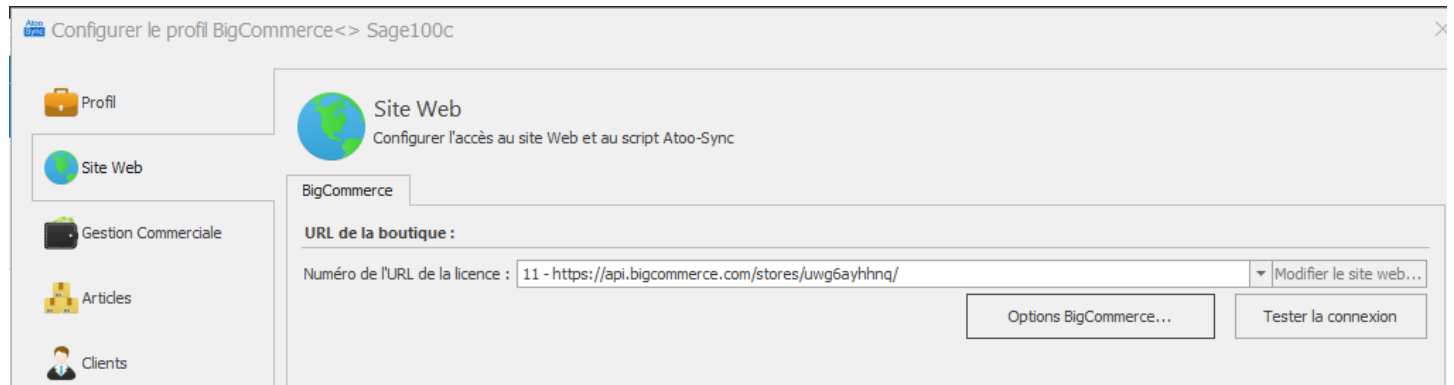 Atoo
Sync
Configurer le profil BigCommerce<> Sage100c
Profil
Site Web
Gestion Commerciale
Articles
Clients
Site Web
Configurer l'accès au site Web et au script Atoo-Sync
BigCommerce
URL de la boutique :
Numéro de l'URL de la licence : 11 - https://api.bigcommerce.com/stores/uwg6ayhhnq/ Modifier le site web...
Options BigCommerce... Tester la connexion